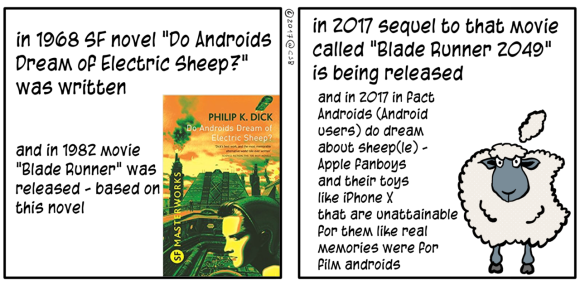 in 1968 SF novel "Do Androids
Dream of Electric Sheep?"
was written
and in 1982 movie
"Blade Runner" was
released - based on
this novel
PHILIP K. DICK
Do Androids Dream of
Electric Sheep?
SF MASTERWORKS
©2017@CSB
in 2017 sequel to that movie
called "Blade Runner 2049"
is being released
and in 2017 in fact
Androids (Android
users) do dream
about sheep(le) -
Apple fanboys
and their toys
like iPhone X
that are unattainable
for them like real
memories were for
film androids